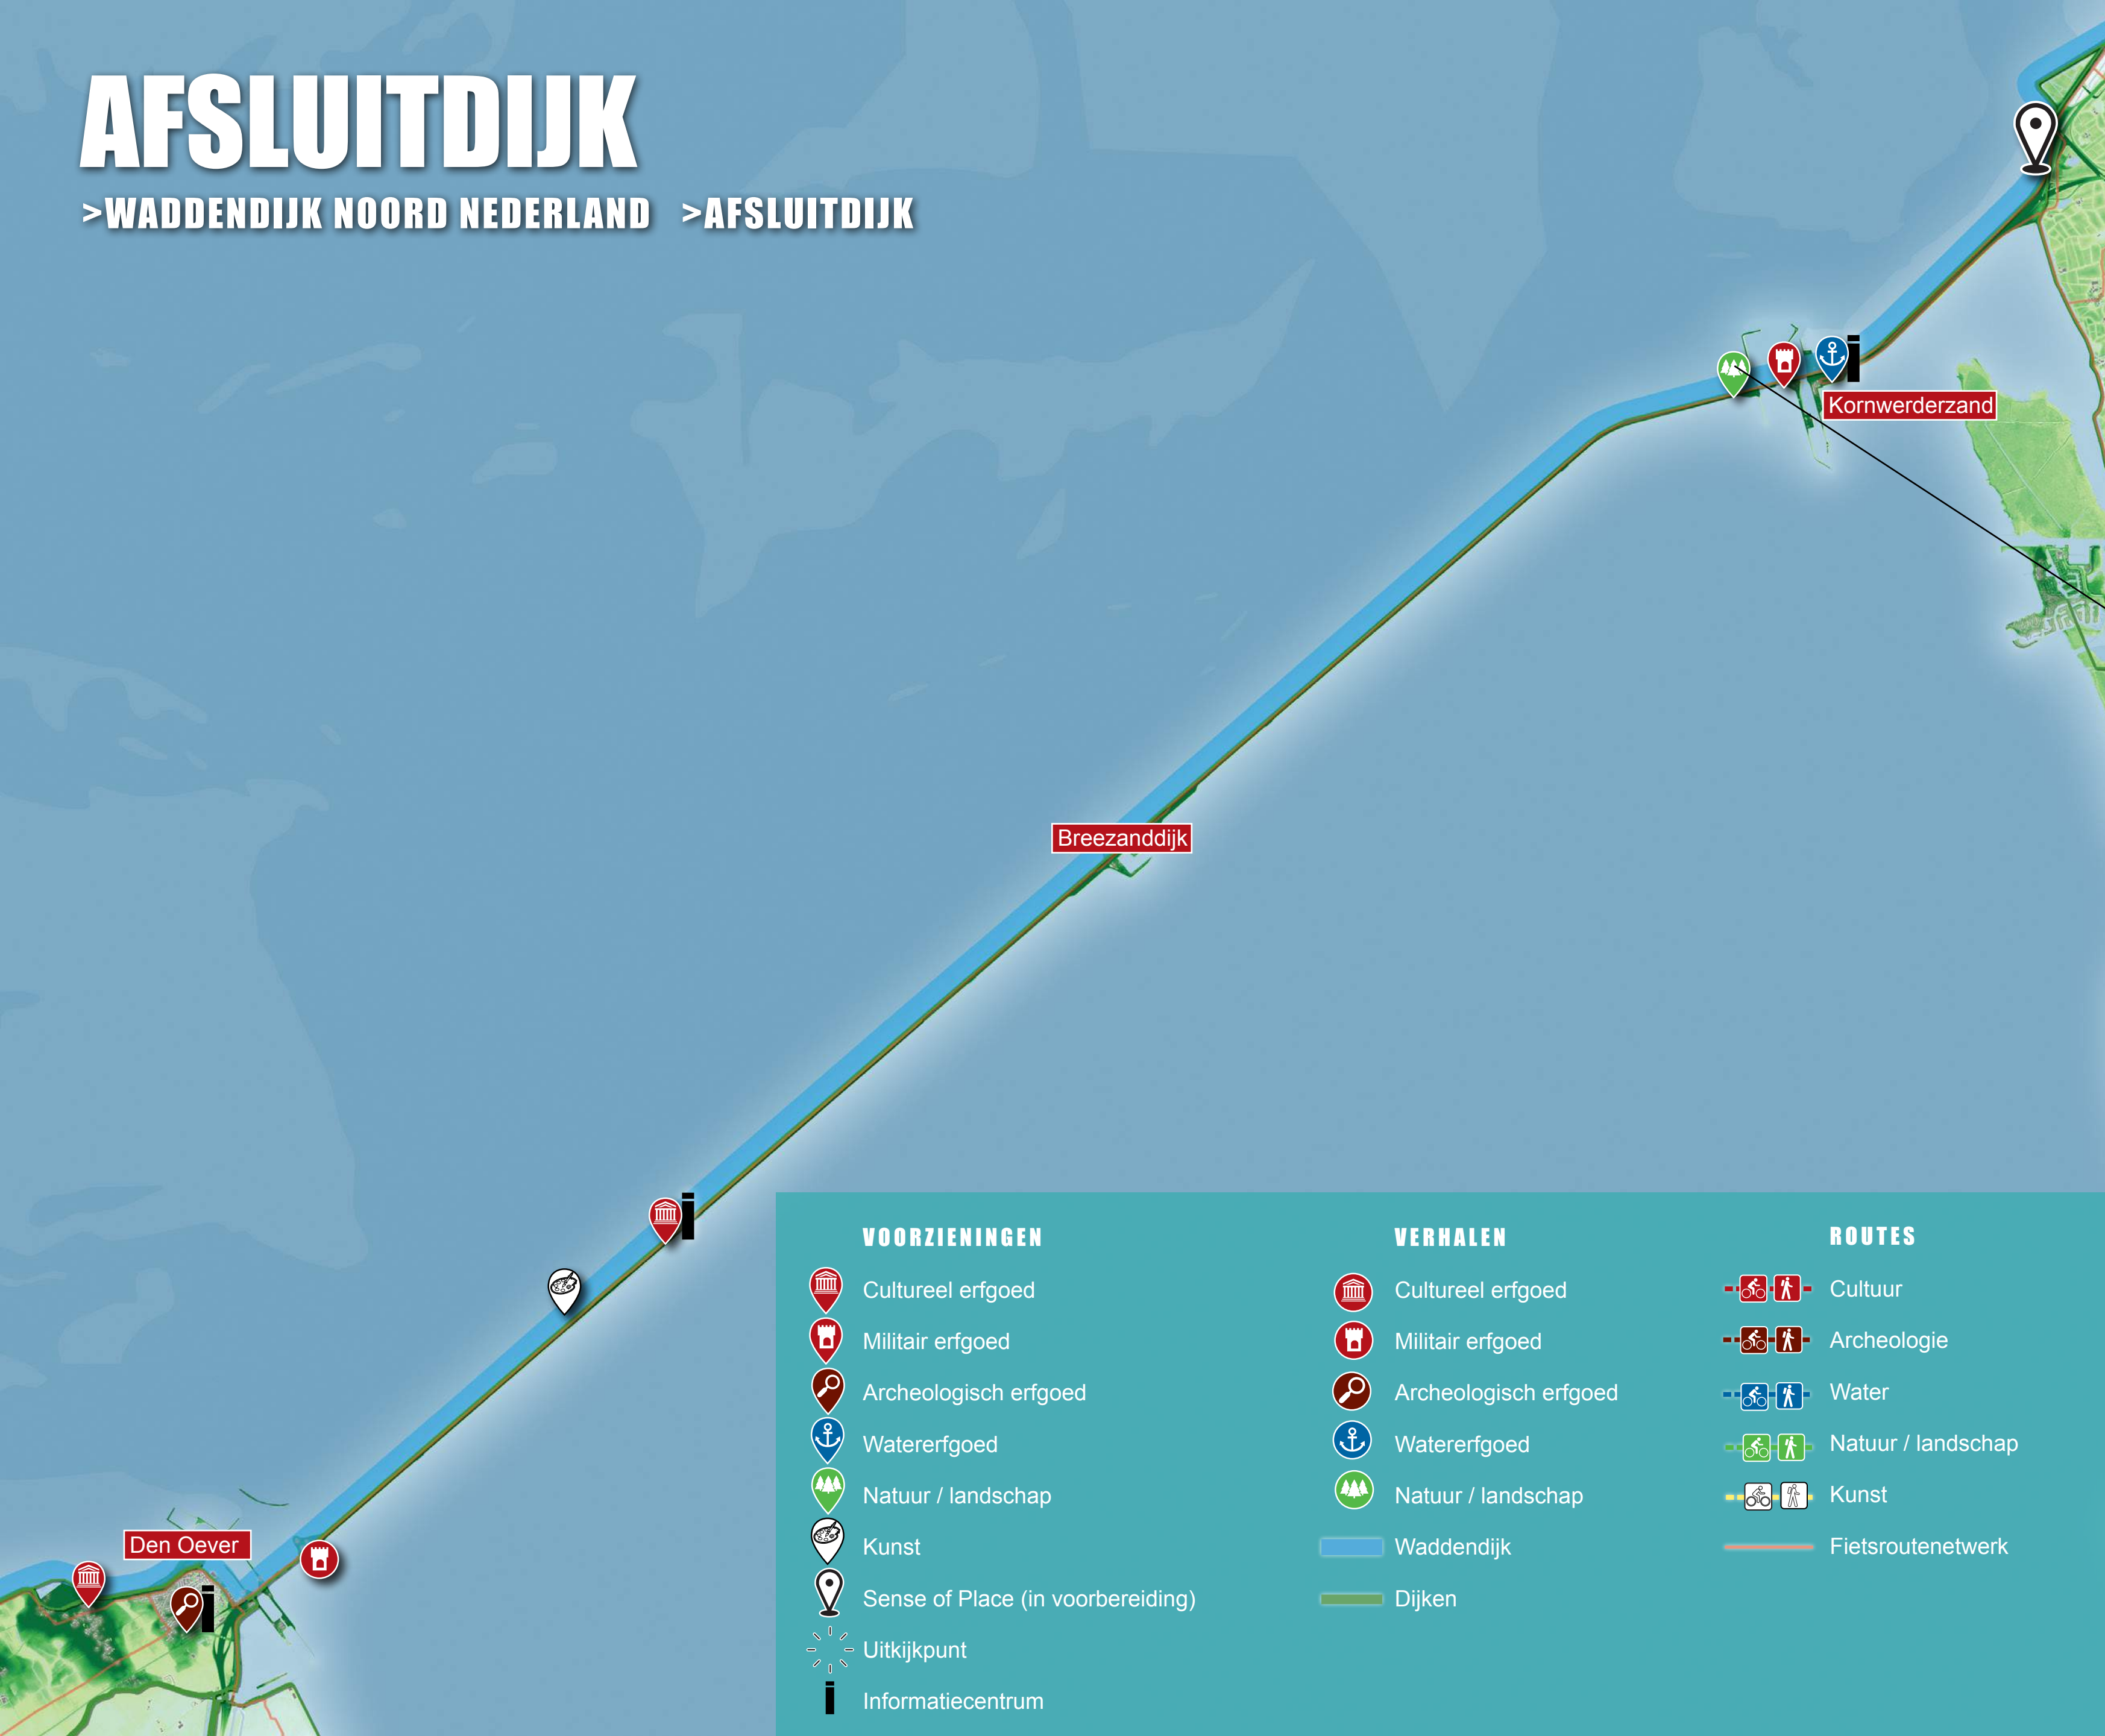 AFSLUITDIJK
>WADDENDIJK NOORD NEDERLAND >AFSLUITDIJK
Kornwerderzand
Breezanddijk
Den Oever
VOORZIENINGEN
Cultureel erfgoed
Militair erfgoed
Archeologisch erfgoed
Watererfgoed
Natuur / landschap
Kunst
Sense of Place (in voorbereiding)
Uitkijkpunt
Informatiecentrum
VERHALEN
Cultureel erfgoed
Militair erfgoed
Archeologisch erfgoed
Watererfgoed
Natuur / landschap
Waddendijk
Dijken
ROUTES
Cultuur
Archeologie
Water
Natuur / landschap
Kunst
Fietsroutenetwerk